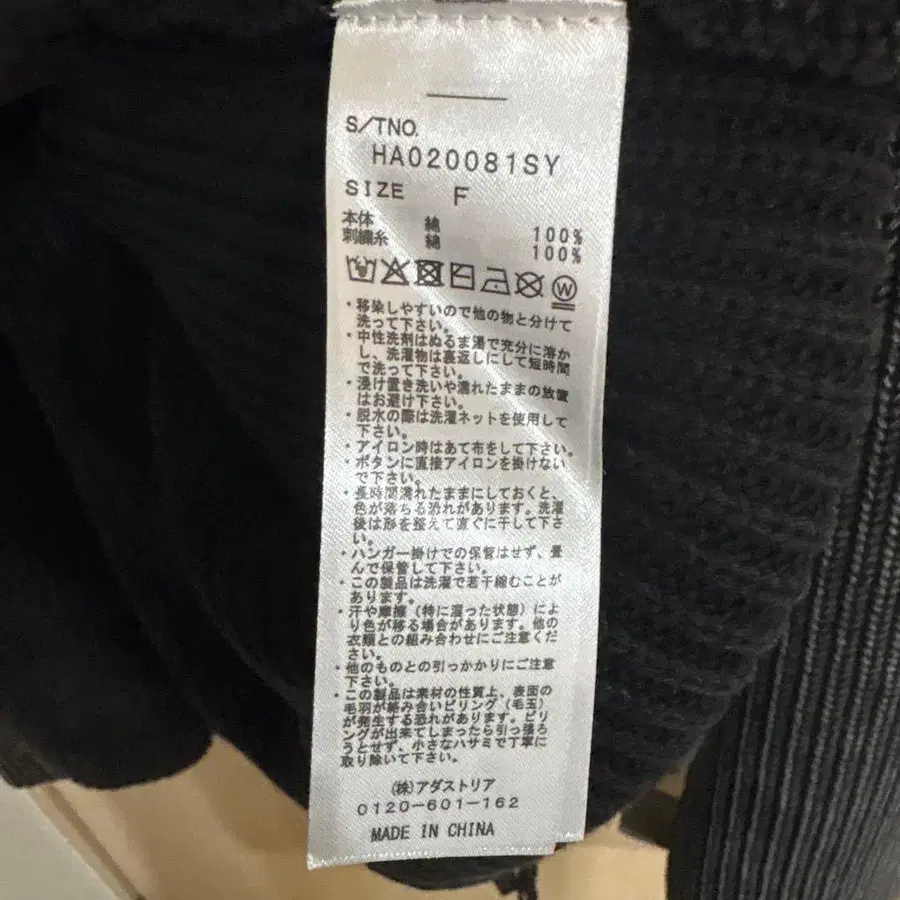 S/TNO.
HA020081SY
SIZE F
本体 綿 100%
刺繍糸 綿 100%
W
・移染しやすいので他の物と分けて
洗って下さい。
・中性洗剤はぬるま湯で充分に溶か
し、洗濯物は裏返しにして短時間
で洗って下さい。
・浸け置き洗いや濡れたままの放置
はお避け下さい。
・脱水の際は洗濯ネットを使用して
下さい。
・アイロン時はあて布をして下さい。
・ボタンに直接アイロンを掛けない
で下さい。
・長時間濡れたままにしておくと、
色が落ちる恐れがあります。洗濯
後は形を整えて直ぐに干して下さ
い。
・ハンガー掛けでの保管はせず、畳
んで保管して下さい。
・この製品は洗濯で若干縮むことが
あります。
・汗や摩擦(特に湿った状態)によ
り色が移る場合があります。他の
衣類との組み合わせにご注意くだ
さい。
・他のものとの引っかかりにご注意
下さい。
・この製品は素材の性質上、表面の
毛羽が絡み合いピリング(毛玉)
が発生する恐れがあります。ピリ
ングが出来てしまったら引っ張ろ
うとせず、小さなハサミで丁寧に
取り除いて下さい。
(株)アダストリア
0120-601-162
MADE IN CHINA